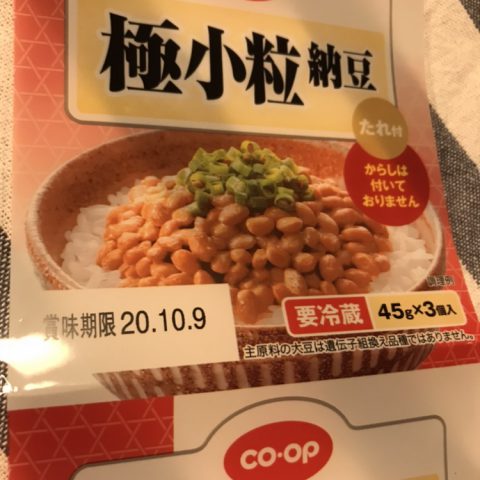 極小粒納豆
たれ付
からしは
付いて
おりません
調理例
賞味期限20.10.9
要冷蔵 45g×3個入
主原料の大豆は遺伝子組換え品種ではありません。
CO·OP